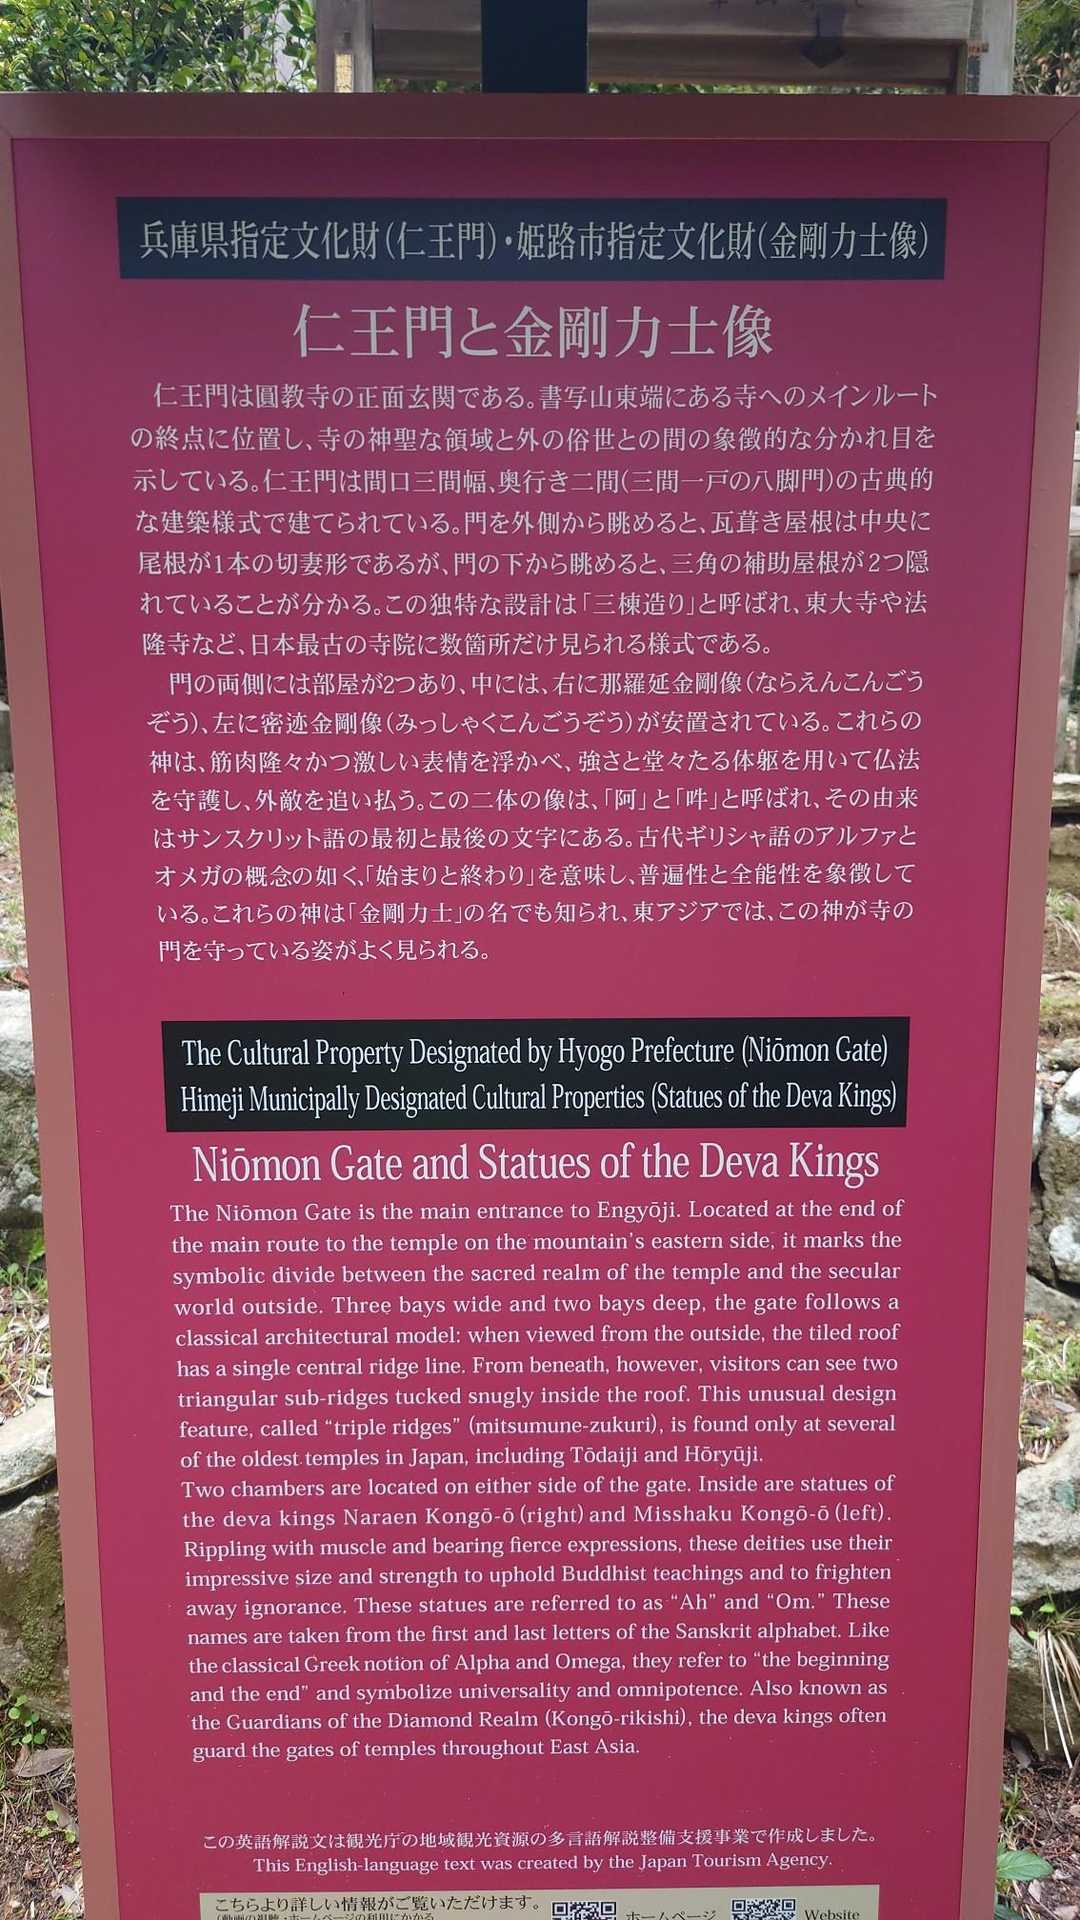 兵庫県指定文化財(仁王門)・姫路市指定文化財(金剛力士像)
仁王門と金剛力士像
仁王門は圓教寺の正面玄関である。書写山東端にある寺へのメインルート
の終点に位置し、寺の神聖な領域と外の俗世との間の象徴的な分かれ目を
示している。仁王門は間口三間幅、奥行き二間(三間一戸の八脚門)の古典的
な建築様式で建てられている。門を外側から眺めると、瓦葺き屋根は中央に
尾根が1本の切妻形であるが、門の下から眺めると、三角の補助屋根が2つ隠
れていることが分かる。この独特な設計は「三棟造り」と呼ばれ、東大寺や法
隆寺など、日本最古の寺院に数箇所だけ見られる様式である。
門の両側には部屋が2つあり、中には、右に那羅延金剛像(ならえんこんごう
ぞう)、左に密迹金剛像(みっしゃくこんごうぞう)が安置されている。これらの
神は、筋肉隆々かつ激しい表情を浮かべ、強さと堂々たる体躯を用いて仏法
を守護し、外敵を追い払う。この二体の像は、「阿」と「吽」と呼ばれ、その由来
はサンスクリット語の最初と最後の文字にある。古代ギリシャ語のアルファと
オメガの概念の如く、「始まりと終わり」を意味し、普遍性と全能性を象徴して
いる。これらの神は「金剛力士」の名でも知られ、東アジアでは、この神が寺の
門を守っている姿がよく見られる。
The Cultural Property Designated by Hyogo Prefecture (Niōmon Gate)
Himeji Municipally Designated Cultural Properties (Statues of the Deva Kings)
Niōmon Gate and Statues of the Deva Kings
The Niōmon Gate is the main entrance to Engyōji. Located at the end of
the main route to the temple on the mountain's eastern side, it marks the
symbolic divide between the sacred realm of the temple and the secular
world outside. Three bays wide and two bays deep, the gate follows a
classical architectural model: when viewed from the outside, the tiled roof
has a single central ridge line. From beneath, however, visitors can see two
triangular sub-ridges tucked snugly inside the roof. This unusual design
feature, called “triple ridges” (mitsumune-zukuri), is found only at several
of the oldest temples in Japan, including Tōdaiji and Hōryūji.
Two chambers are located on either side of the gate. Inside are statues of
the deva kings Naraen Kongō-ō (right) and Misshaku Kongō-ō (left).
Rippling with muscle and bearing fierce expressions, these deities use their
impressive size and strength to uphold Buddhist teachings and to frighten
away ignorance. These statues are referred to as “Ah” and “Om.” These
names are taken from the first and last letters of the Sanskrit alphabet. Like
the classical Greek notion of Alpha and Omega, they refer to “the beginning
and the end” and symbolize universality and omnipotence. Also known as
the Guardians of the Diamond Realm (Kongō-rikishi), the deva kings often
guard the gates of temples throughout East Asia.
この英語解説文は観光庁の地域観光資源の多言語解説整備支援事業で作成しました。
This English-language text was created by the Japan Tourism Agency.
こちらより詳しい情報がご覧いただけます。
ホームページ
Website